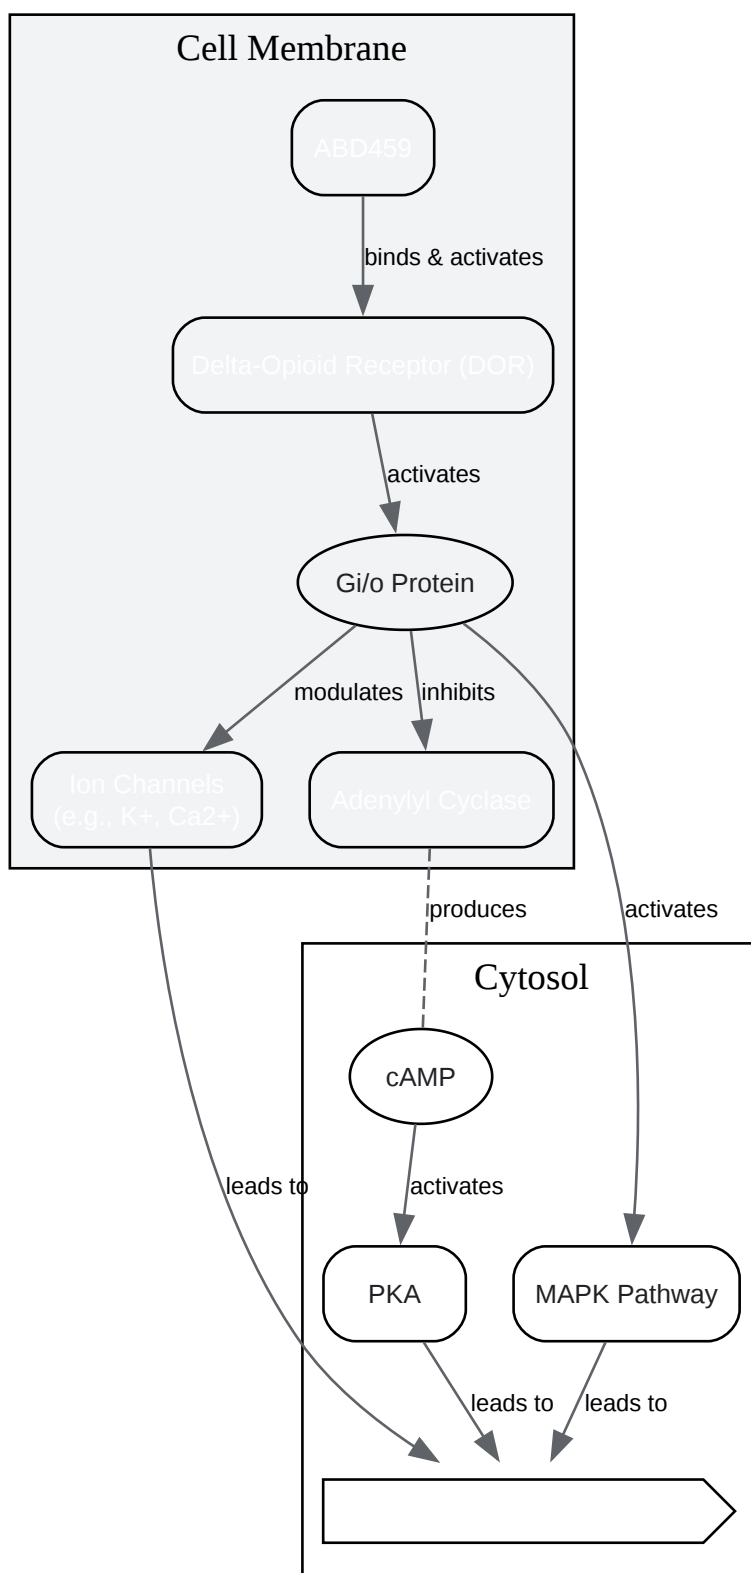 Cell Membrane
ABD459
binds & activates
Delta-Opioid Receptor (DOR)
activates
Gi/o Protein
modulates
inhibits
Ion Channels
(e.g., K+, Ca2+)
Adenylyl Cyclase
produces
activates
Cytosol
cAMP
leads to
activates
PKA
MAPK Pathway
leads to
leads to